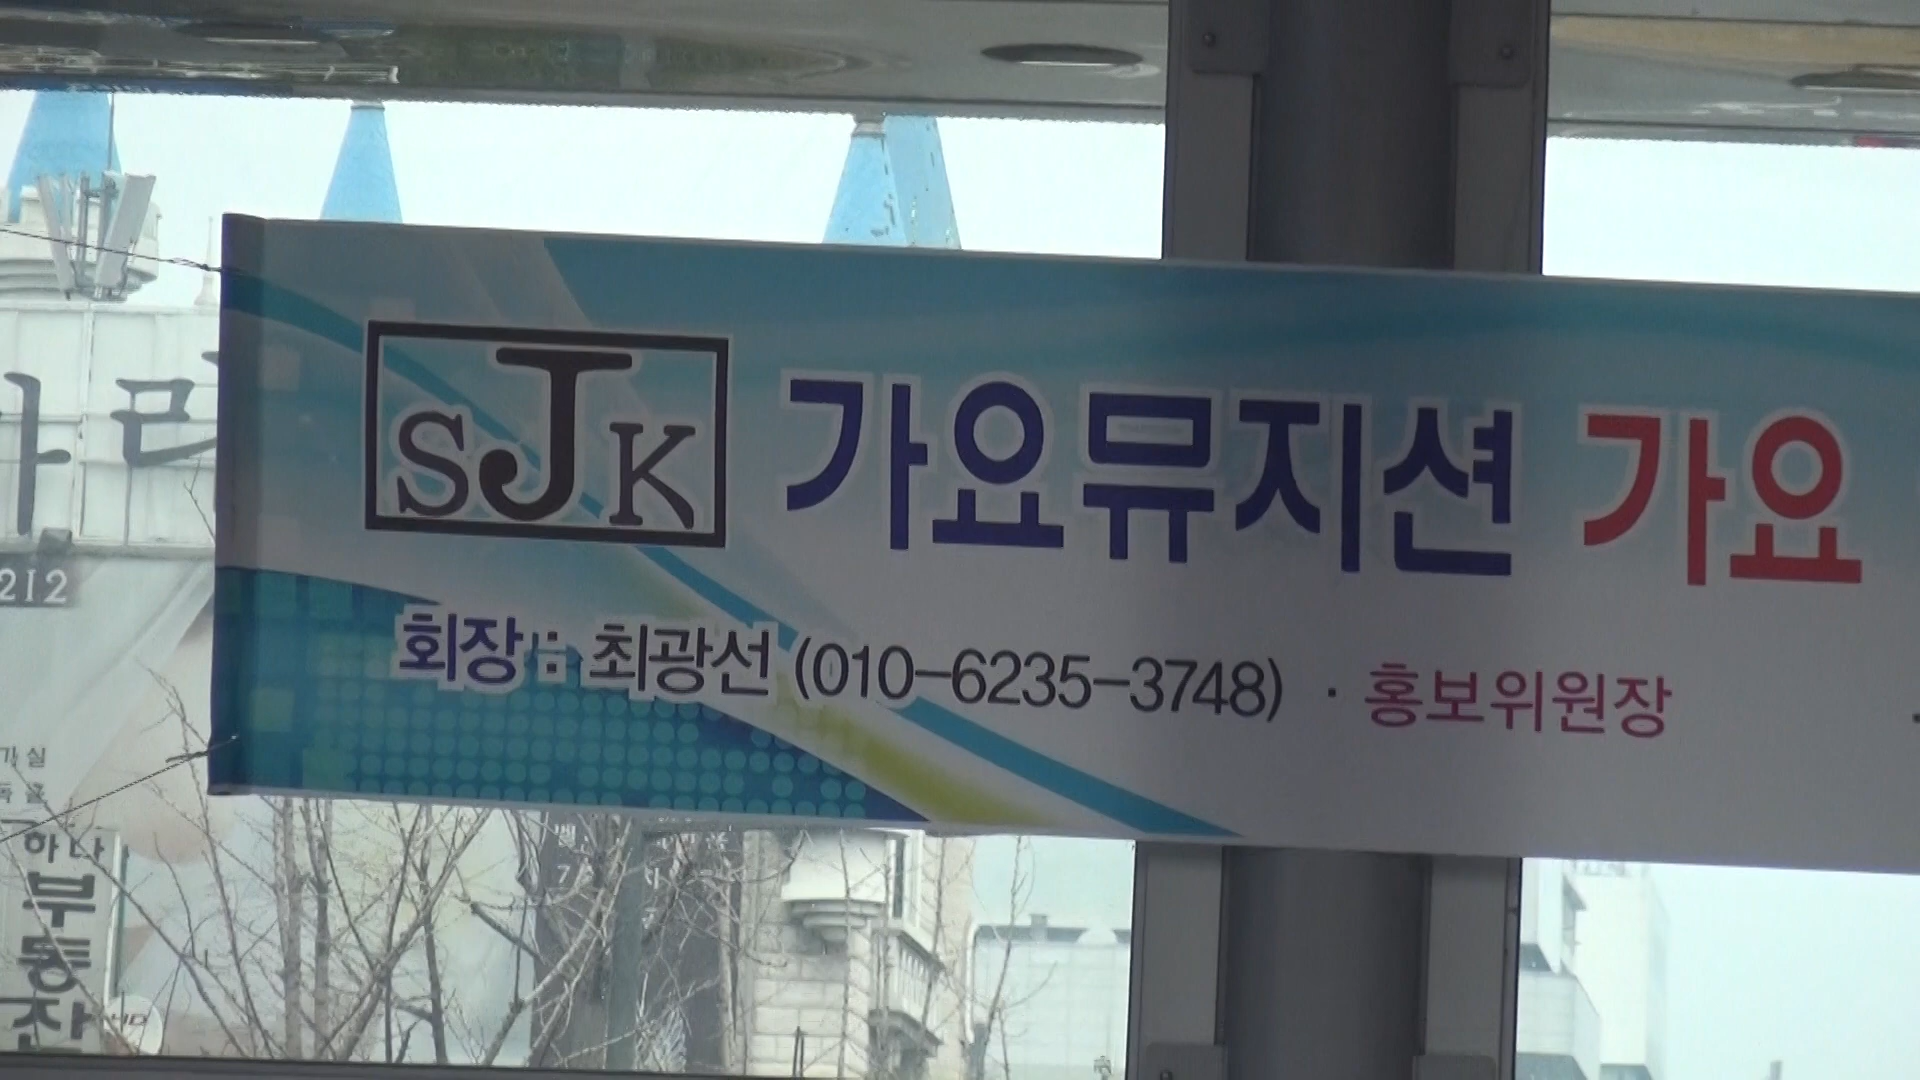 SJK 가요뮤지션 가요
회장 : 최광선 (010-6235-3748) · 홍보위원장
212
하나
부동산
HD